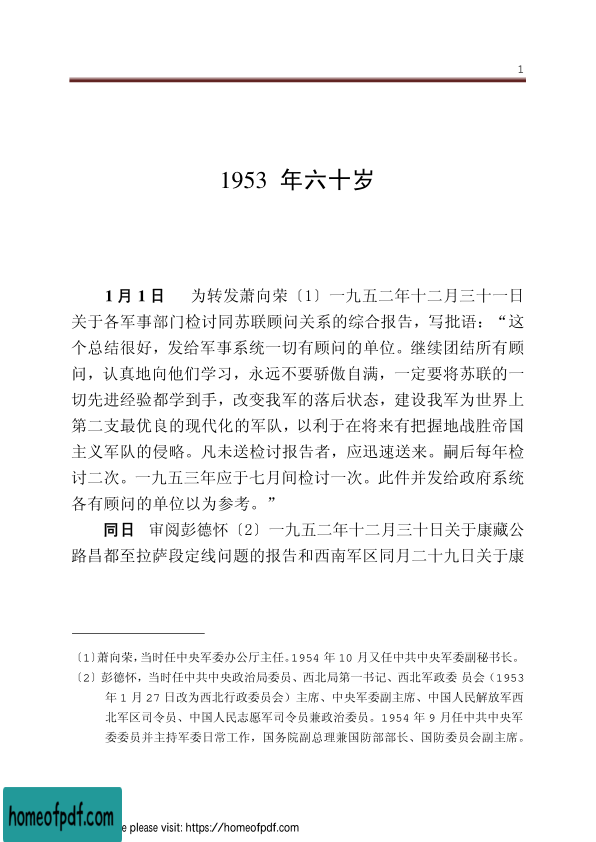 1
1953 年六十岁
1月1日 为转发萧向荣〔1〕一九五二年十二月三十一日
关于各军事部门检讨同苏联顾问关系的综合报告，写批语：“这
个总结很好，发给军事系统一切有顾问的单位。继续团结所有顾
问，认真地向他们学习，永远不要骄傲自满，一定要将苏联的一
切先进经验都学到手，改变我军的落后状态，建设我军为世界上
第二支最优良的现代化的军队，以利于在将来有把握地战胜帝国
主义军队的侵略。凡未送检讨报告者，应迅速送来。嗣后每年检
讨二次。一九五三年应于七月间检讨一次。此件并发给政府系统
各有顾问的单位以为参考。”
同日 审阅彭德怀〔2〕一九五二年十二月三十日关于康藏公
路昌都至拉萨段定线问题的报告和西南军区同月二十九日关于康
〔1〕萧向荣，当时任中央军委办公厅主任。1954 年 10 月又任中共中央军委副秘书长。
〔2〕彭德怀，当时任中共中央政治局委员、西北局第一书记、西北军政委 员会（1953
年 1 月 27 日改为西北行政委员会）主席、中央军委副主席、中国人民解放军西
北军区司令员、中国人民志愿军司令员兼政治委员。1954 年 9 月任中共中央军
委委员并主持军委日常工作，国务院副总理兼国防部部长、国防委员会副主席。
homeofpdf.com
e please visit: https://homeofpdf.com